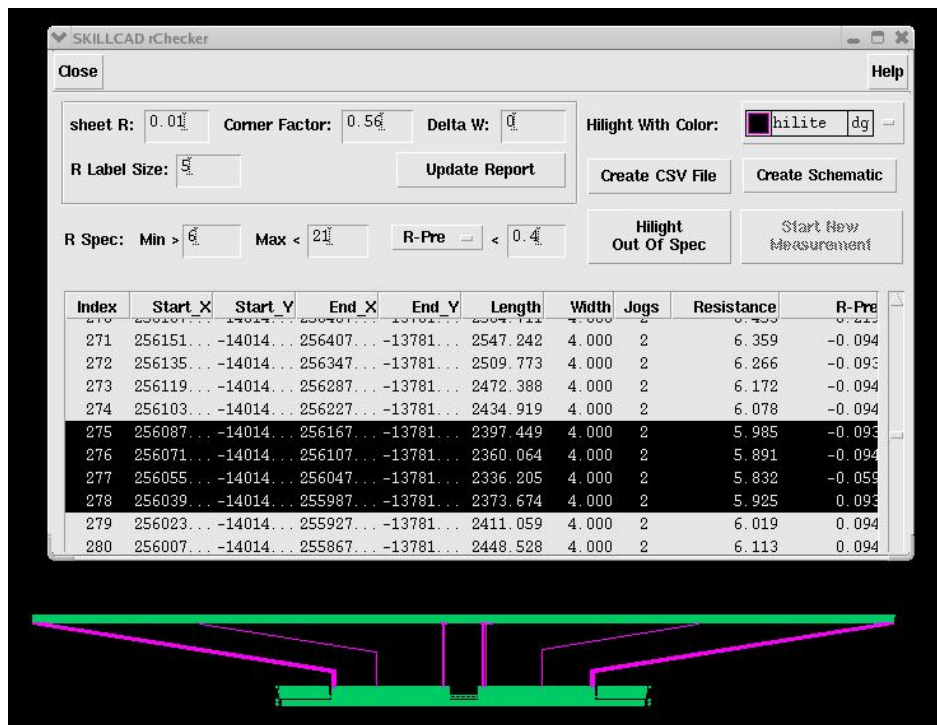 SKILLCAD rChecker
Close Help
sheet R: 0.01 Corner Factor: 0.56 Delta W: 0 Hilight With Color: hilite dg
R Label Size: 5 Update Report Create CSV File Create Schematic
R Spec: Min > 6 Max < 21 R-Pre < 0.4 Hilight Out Of Spec Start New Measurement
Index Start_X Start_Y End_X End_Y Length Width Jogs Resistance R-Pre
271 256151... -14014... 256407... -13781... 2547.242 4.000 2 6.359 -0.094
272 256135... -14014... 256347... -13781... 2509.773 4.000 2 6.266 -0.093
273 256119... -14014... 256287... -13781... 2472.388 4.000 2 6.172 -0.094
274 256103... -14014... 256227... -13781... 2434.919 4.000 2 6.078 -0.094
275 256087... -14014... 256167... -13781... 2397.449 4.000 2 5.985 -0.093
276 256071... -14014... 256107... -13781... 2360.064 4.000 2 5.891 -0.094
277 256055... -14014... 256047... -13781... 2336.205 4.000 2 5.832 -0.059
278 256039... -14014... 255987... -13781... 2373.674 4.000 2 5.925 0.093
279 256023... -14014... 255927... -13781... 2411.059 4.000 2 6.019 0.094
280 256007... -14014... 255867... -13781... 2448.528 4.000 2 6.113 0.094